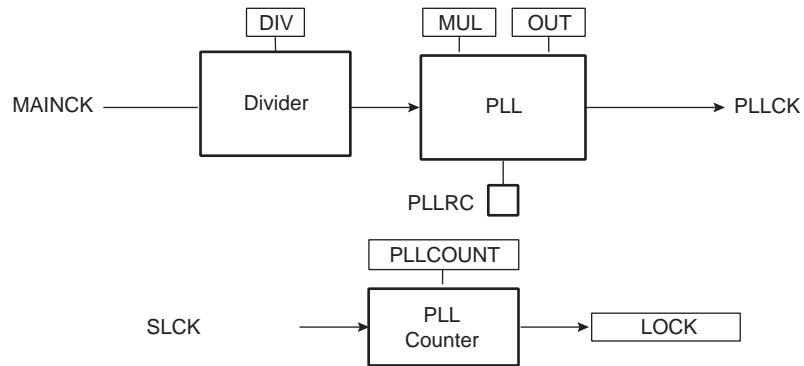 DIV
MUL
OUT
MAINCK
Divider
PLL
PLLCK
PLLRC
PLLCOUNT
SLCK
PLL
Counter
LOCK